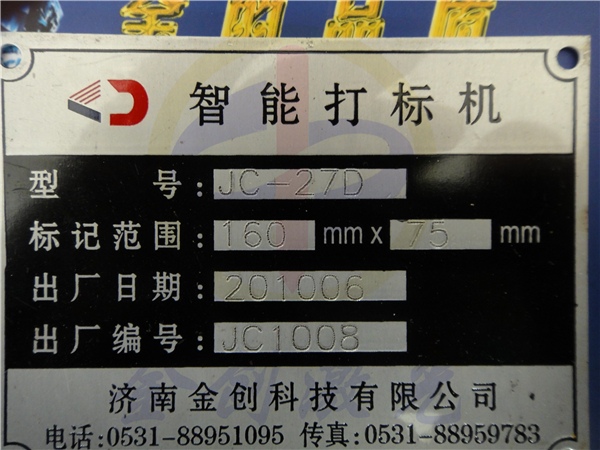 智能打标机
型 号: JC-27D
标记范围: 160 mm x 75 mm
出厂日期: 201006
出厂编号: JC1008
济南金创科技有限公司
电话:0531-88951095 传真:0531-88959783